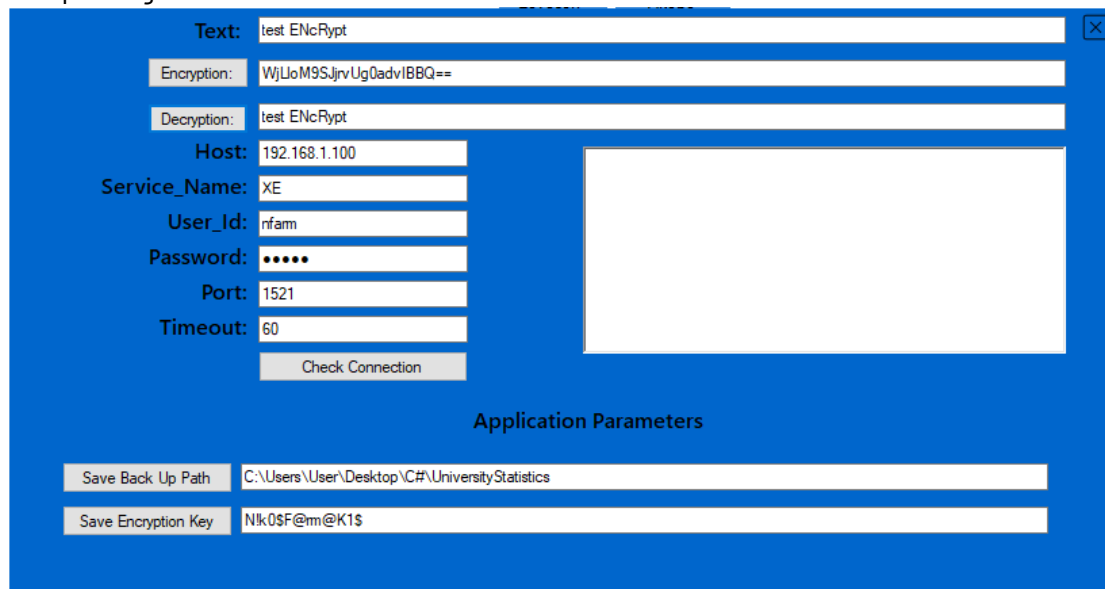 Text: test ENcRypt
Encryption: WjLIoM9SJjrvUg0advIBBQ==
Decryption: test ENcRypt
Host: 192.168.1.100
Service_Name: XE
User_Id: nfarm
Password: •••••
Port: 1521
Timeout: 60
Check Connection
Application Parameters
Save Back Up Path C:\Users\User\Desktop\C#\UniversityStatistics
Save Encryption Key N!k0$F@rm@K1$